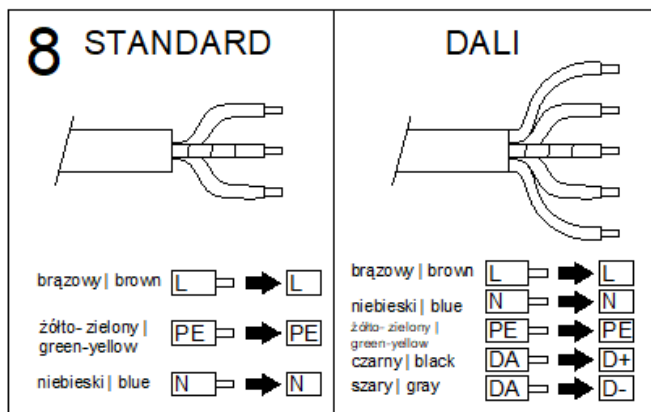 8 STANDARD
brązowy | brown L L
żółto- zielony |
green-yellow PE PE
niebieski | blue N N
DALI
brązowy | brown L L
niebieski | blue N N
żółto- zielony |
green-yellow PE PE
czarny | black DA D+
szary | gray DA D-